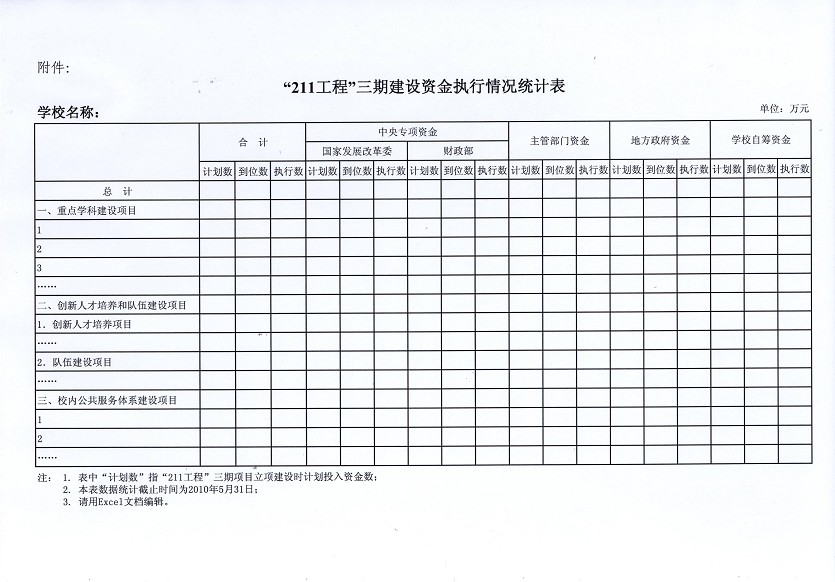 附件:
“211工程”三期建设资金执行情况统计表
学校名称:
单位: 万元
合 计
中央专项资金
主管部门资金
地方政府资金
学校自筹资金
国家发展改革委
财政部
计划数 到位数 执行数 计划数 到位数 执行数 计划数 到位数 执行数 计划数 到位数 执行数 计划数 到位数 执行数 计划数 到位数 执行数
总 计
一、重点学科建设项目
1
2
3
……
二、创新人才培养和队伍建设项目
1. 创新人才培养项目
……
2. 队伍建设项目
……
三、校内公共服务体系建设项目
1
2
……
注: 1. 表中“计划数”指“211工程”三期项目立项建设时计划投入资金数;
2. 本表数据统计截止时间为2010年5月31日;
3. 请用Excel文档编辑。